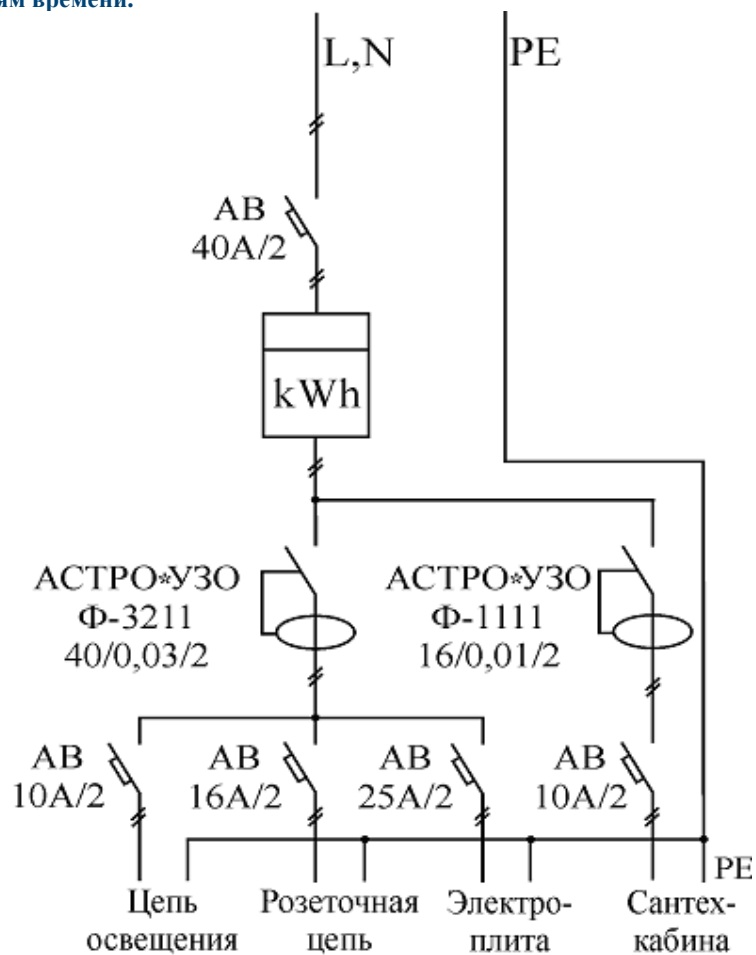 времени.
L,N
PE
АВ
40А/2
kWh
АСТРО*УЗО
Ф-3211
40/0,03/2
АСТРО*УЗО
Ф-1111
16/0,01/2
АВ
10А/2
АВ
16А/2
АВ
25А/2
АВ
10А/2
PE
Цепь
освещения
Розеточная
цепь
Электро-
плита
Сантех-
кабина